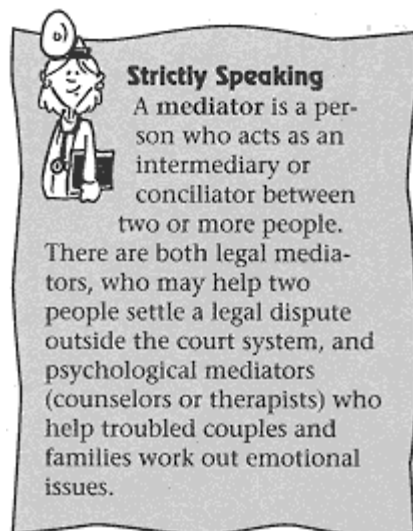 Strictly Speaking
A mediator is a per-
son who acts as an
intermediary or
conciliator between
two or more people.
There are both legal media-
tors, who may help two
people settle a legal dispute
outside the court system, and
psychological mediators
(counselors or therapists) who
help troubled couples and
families work out emotional
issues.